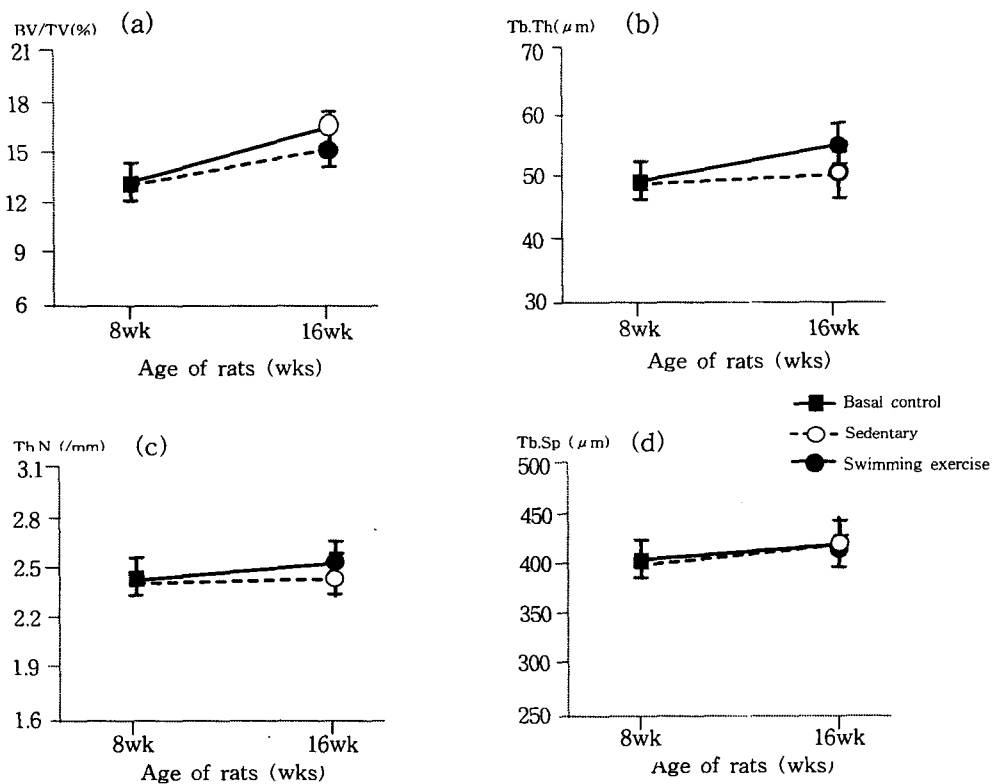 BV/TV(%) (a)
21
18
15
12
9
6
8wk 16wk
Age of rats (wks)
Tb.Th(μm) (b)
70
60
50
40
30
8wk 16wk
Age of rats (wks)
Basal control
Sedentary
Swimming exercise
Tb.N (/mm) (c)
3.1
2.8
2.5
2.2
1.9
1.6
8wk 16wk
Age of rats (wks)
Tb.Sp (μm) (d)
500
450
400
350
300
250
8wk 16wk
Age of rats (wks)